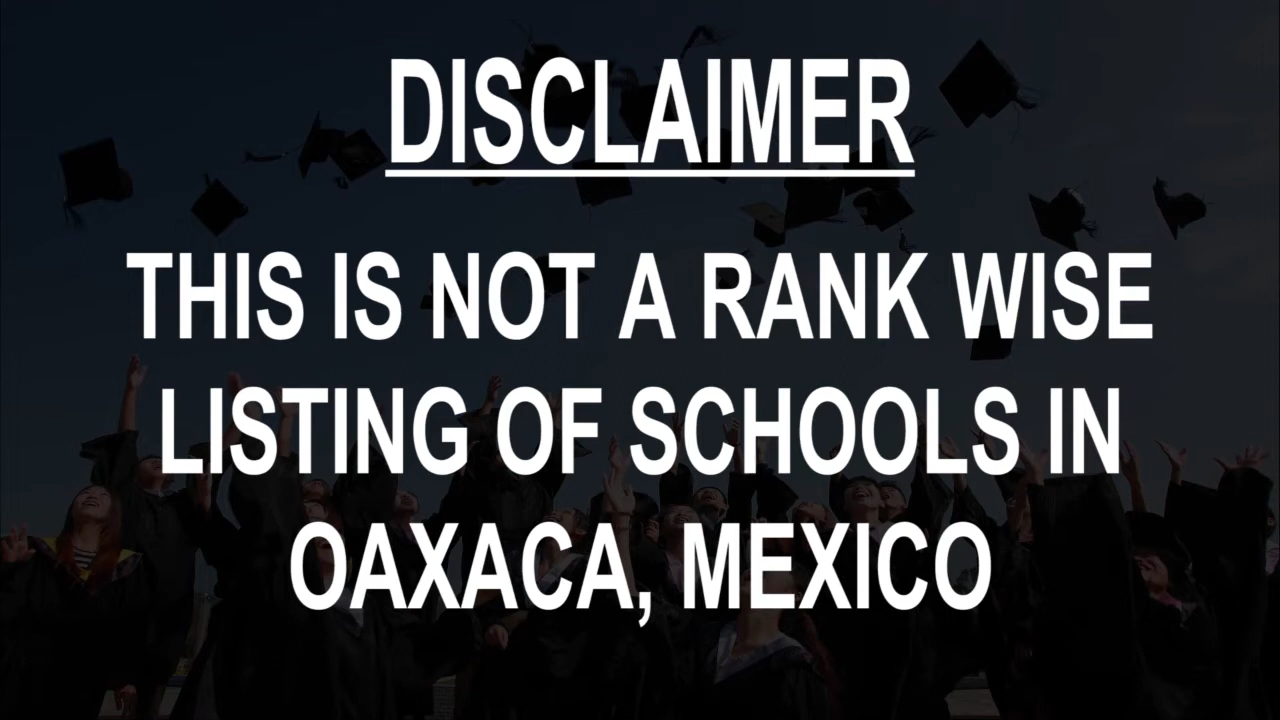 DISCLAIMER
THIS IS NOT A RANK WISE
LISTING OF SCHOOLS IN
OAXACA, MEXICO